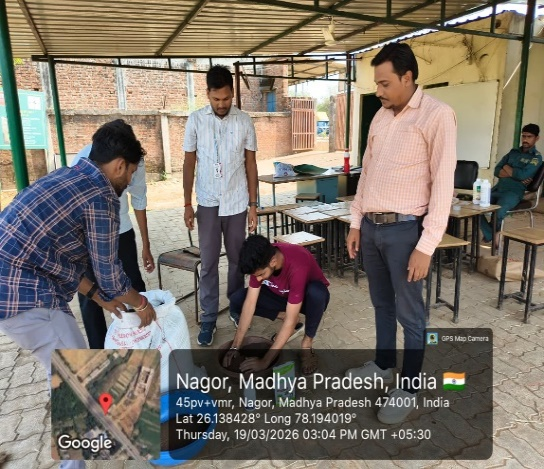 GPS Map Camera
Nagor, Madhya Pradesh, India
45pv+vmr, Nagor, Madhya Pradesh 474001, India
Lat 26.138428° Long 78.194019°
Thursday, 19/03/2026 03:04 PM GMT +05:30
Google